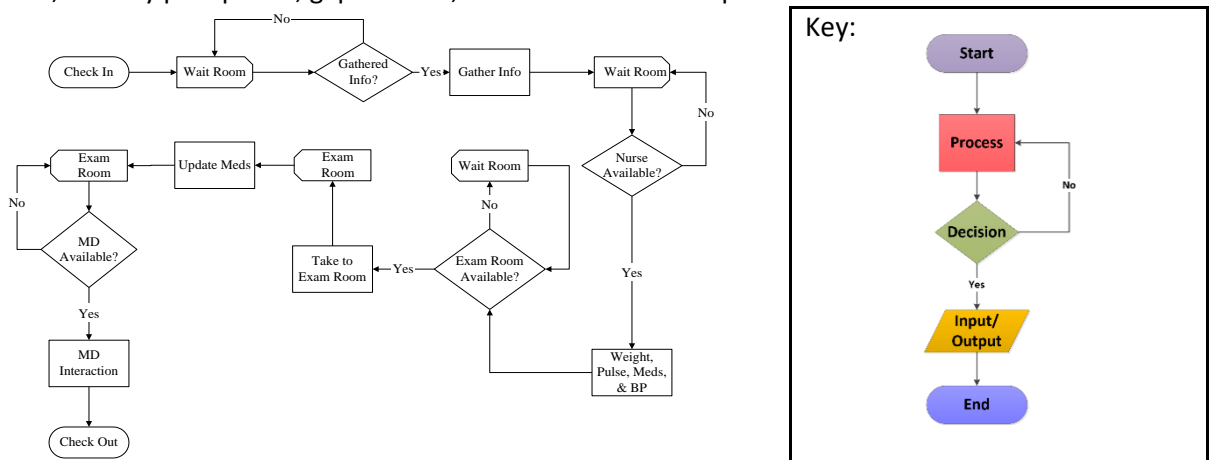 No
Check In
Wait Room
Gathered
Info?
Yes
Gather Info
Wait Room
No
Nurse
Available?
Yes
Weight,
Pulse, Meds,
& BP
Wait Room
No
Exam Room
Available?
Yes
Take to
Exam Room
Exam
Room
Update Meds
Exam
Room
No
MD
Available?
Yes
MD
Interaction
Check Out
Key:
Start
Process
No
Decision
Yes
Input/
Output
End